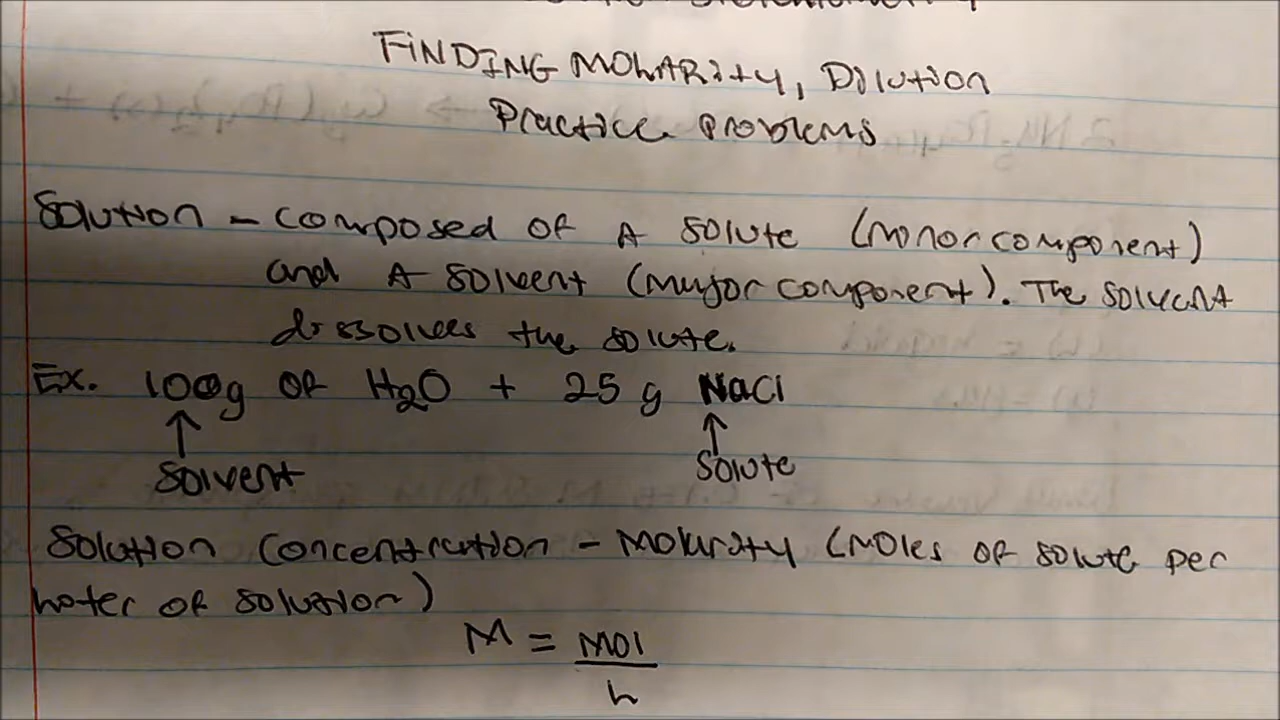 FINDING MOLARITY, DILUTION
Practice Problems
Solution - composed of A solute (minor component)
and A solvent (major component). The solvent
dissolves the solute.
Ex. 100g of H₂O + 25 g NaCl
↑ ↑
Solvent Solute
Solution Concentration - Molarity (moles of solute per
Liter of solution)
M = mol
L